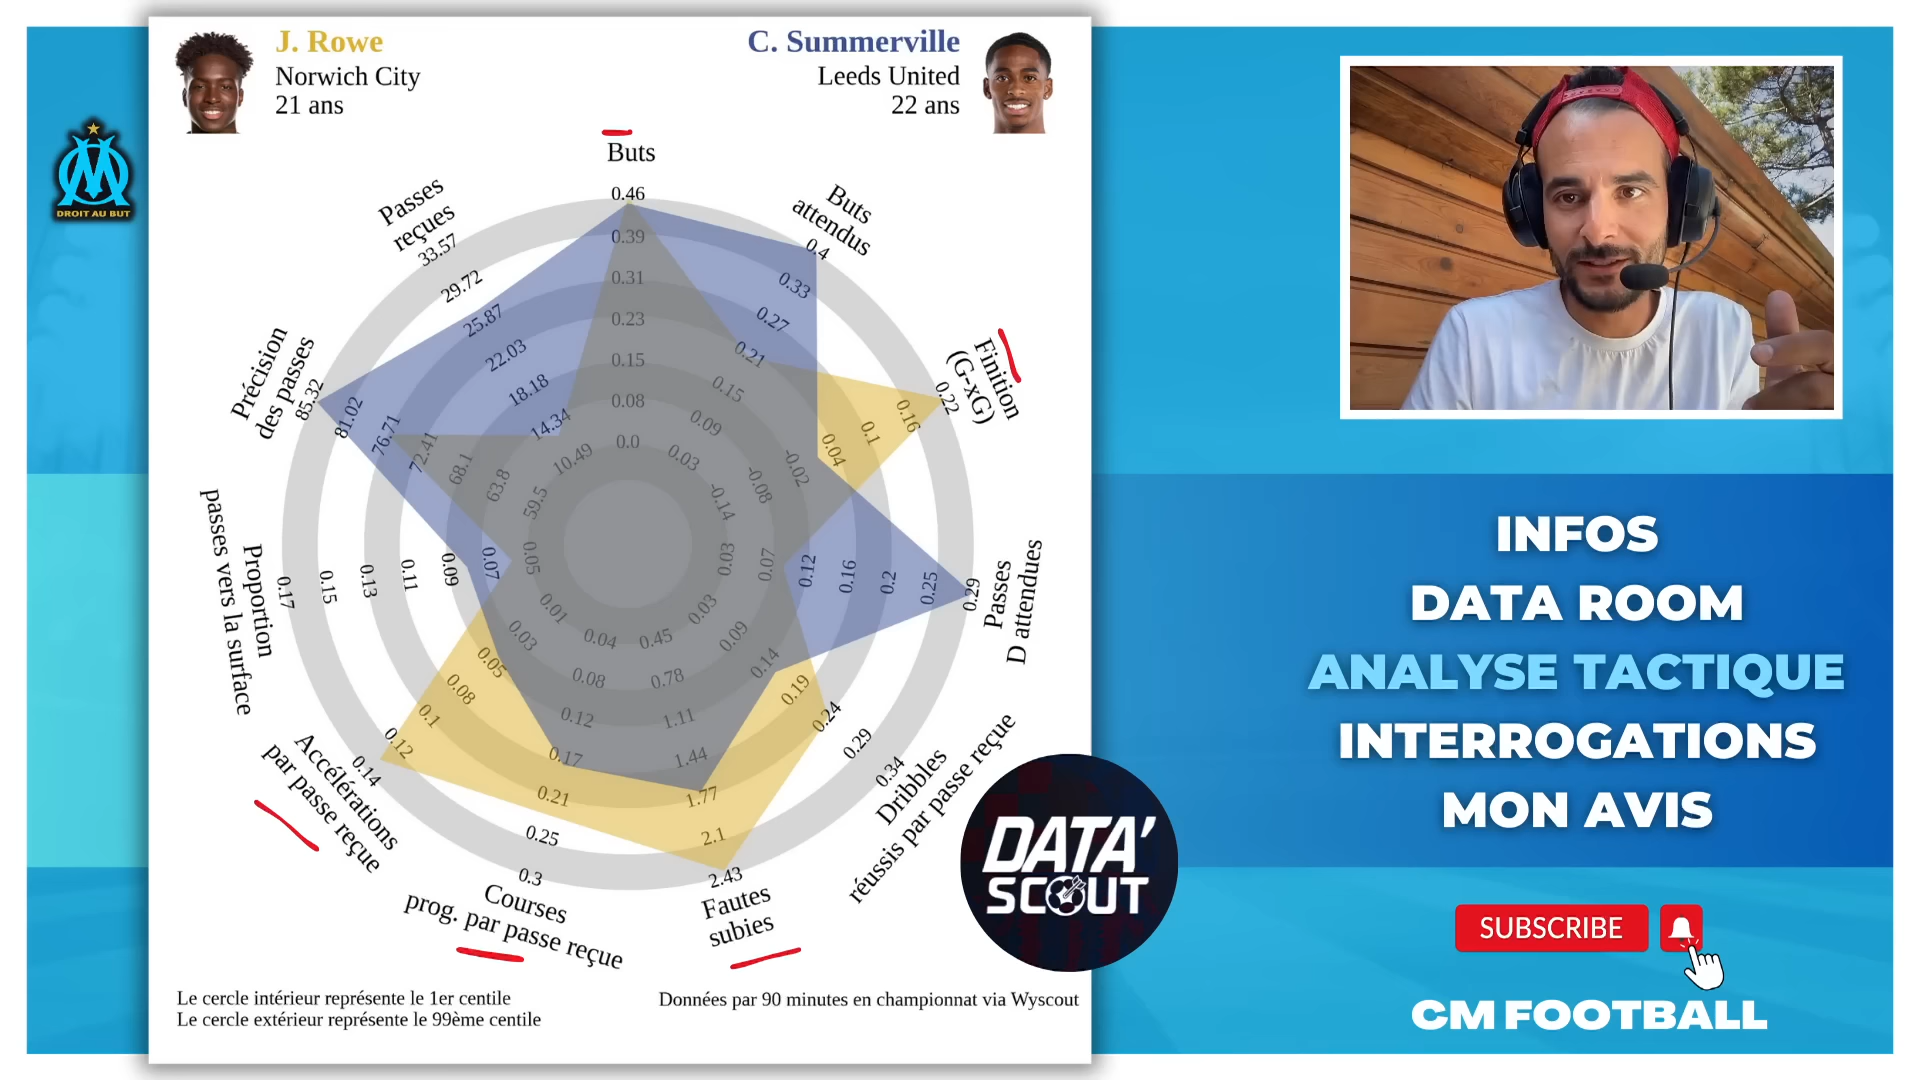 J. Rowe
Norwich City
21 ans
C. Summerville
Leeds United
22 ans
DROIT AU BUT
Buts
0.46
0.39
0.31
0.23
0.15
0.08
0.0
Buts
attendus
0.4
0.33
0.27
0.21
0.15
0.09
0.03
Finition
(G-xG)
0.22
0.16
0.1
0.04
-0.02
-0.08
-0.14
Passes
D attendues
0.29
0.25
0.2
0.16
0.12
0.07
0.03
Dribbles
réussis par passe reçue
0.34
0.29
0.24
0.19
0.14
0.09
0.03
Fautes
subies
2.43
2.1
1.77
1.44
1.11
0.78
0.45
Courses
prog. par passe reçue
0.3
0.25
0.21
0.17
0.12
0.08
0.04
Accélérations
par passe reçue
0.14
0.12
0.1
0.08
0.05
0.03
0.01
Proportion
passes vers la surface
0.17
0.15
0.13
0.11
0.09
0.07
0.05
Précision
des passes
85.32
81.02
76.71
72.41
68.1
63.8
59.5
Passes
reçues
33.57
29.72
25.87
22.03
18.18
14.34
10.49
Le cercle intérieur représente le 1er centile
Le cercle extérieur représente le 99ème centile
Données par 90 minutes en championnat via Wyscout
DATA'
SCOUT
INFOS
DATA ROOM
ANALYSE TACTIQUE
INTERROGATIONS
MON AVIS
SUBSCRIBE
CM FOOTBALL